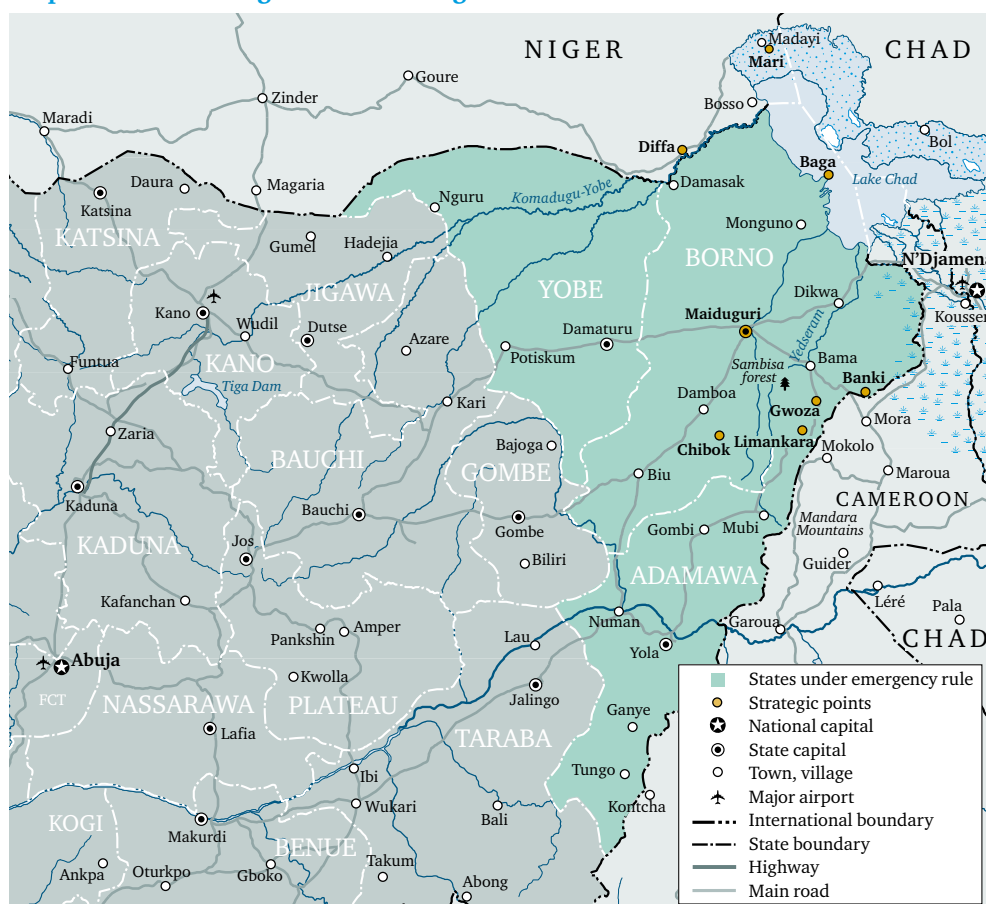 NIGER
CHAD
Madayi
Mari
Goure
Zinder
Bosso
Maradi
Diffa
Bol
Baga
Lake Chad
Daura
Magaria
Damasak
Katsina
Nguru
Komadugu-Yobe
KATSINA
Gumel
Hadejia
Monguno
BORNO
N'Djamena
JIGAWA
YOBE
Dikwa
Kano
Maiduguri
Wudil
Dutse
Damaturu
Yedseram
Azare
Potiskum
Bama
Funtua
KANO
Sambisa
forest
Tiga Dam
Banki
Kari
Damboa
Gwoza
Mora
Zaria
Chibok
Limankara
Bajoga
Mokolo
BAUCHI
GOMBE
Biu
Maroua
Kaduna
CAMEROON
Bauchi
Gombe
Gombi
Mubi
Mandara
Mountains
Jos
KADUNA
Biliri
Guider
ADAMAWA
Kafanchan
Léré
Pala
Numan
Garoua
Pankshin
Amper
Lau
CHAD
Abuja
Yola
Kwolla
FCT
NASSARAWA
PLATEAU
Jalingo
Ganye
Lafia
TARABA
Ibi
Tungo
Wukari
Kontcha
KOGI
Makurdi
Bali
BENUE
Ankpa
Oturkpo
Gboko
Takum
Abong
States under emergency rule
Strategic points
National capital
State capital
Town, village
Major airport
International boundary
State boundary
Highway
Main road